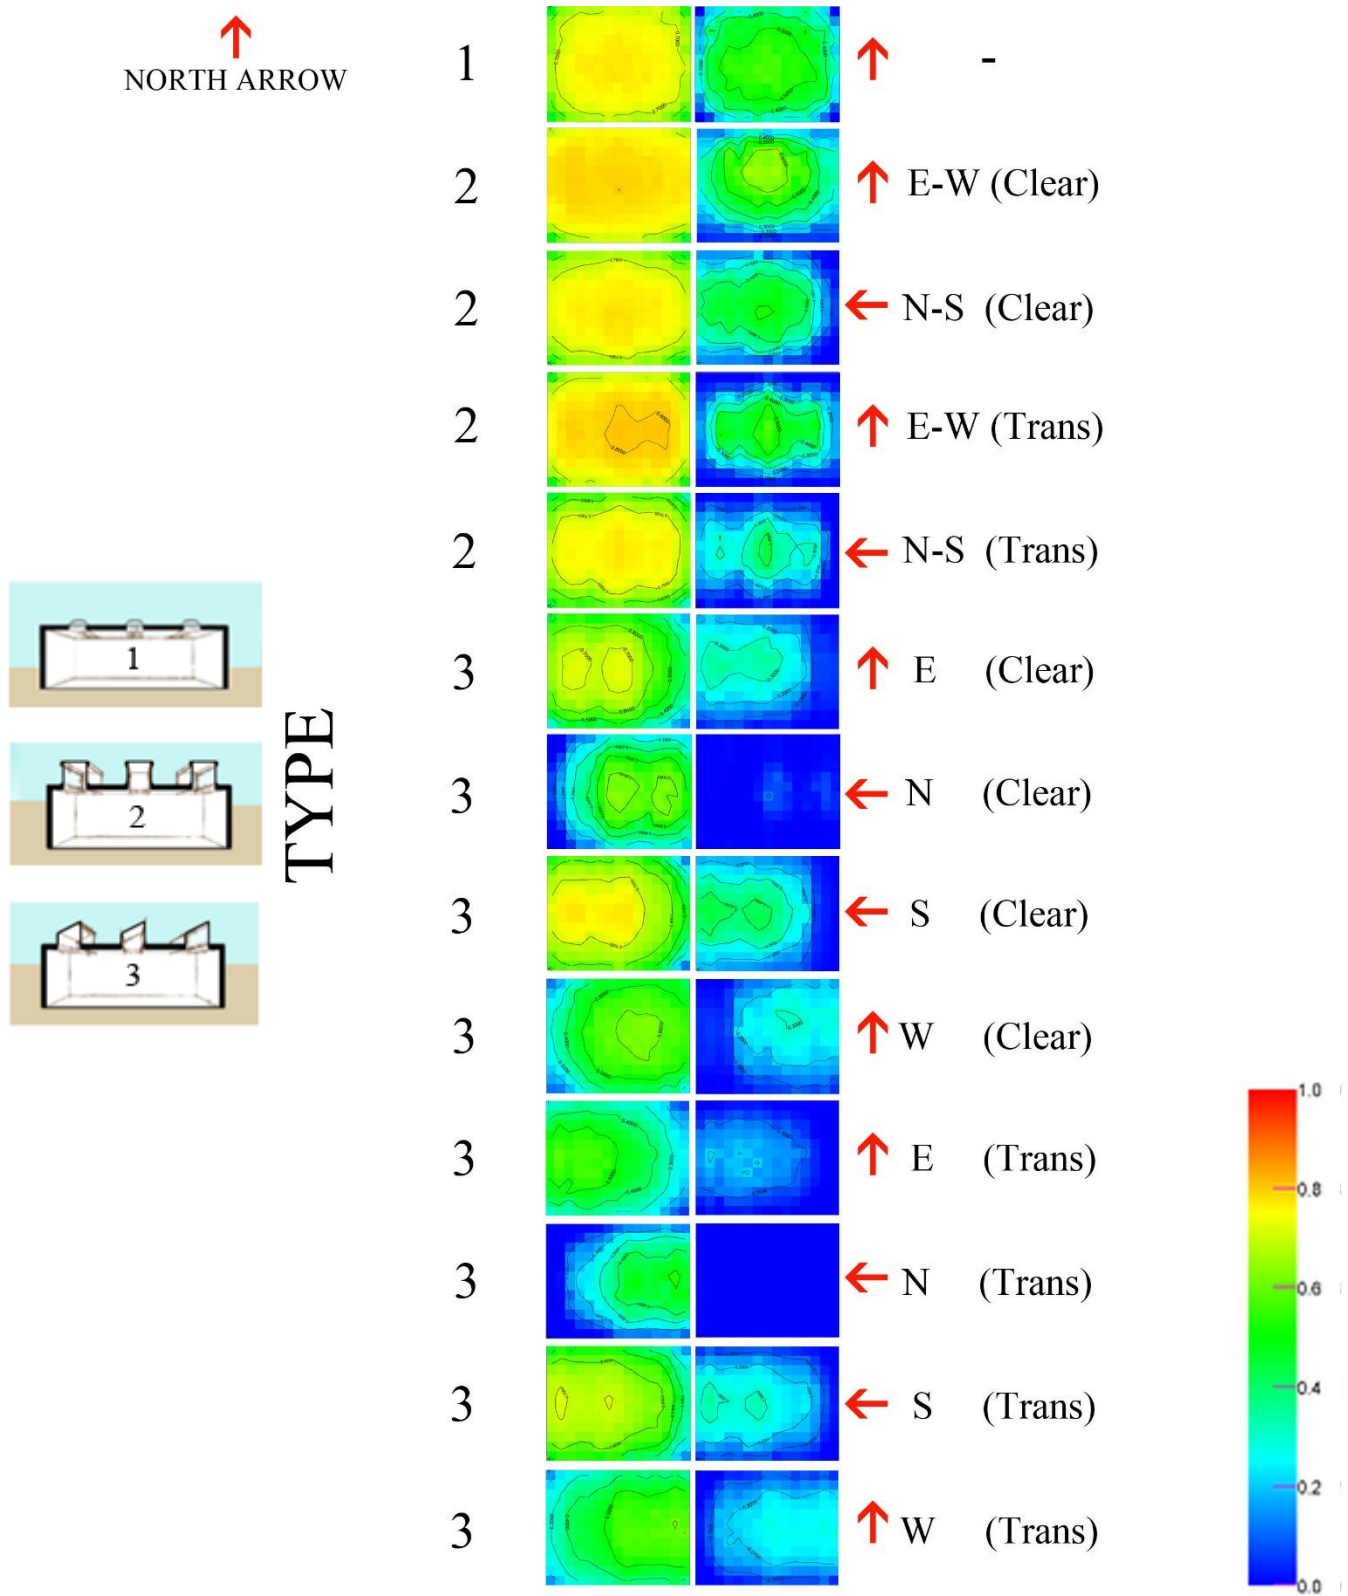 NORTH ARROW
1 -
2 E-W (Clear)
2 N-S (Clear)
2 E-W (Trans)
2 N-S (Trans)
3 E (Clear)
3 N (Clear)
3 S (Clear)
3 W (Clear)
3 E (Trans)
3 N (Trans)
3 S (Trans)
3 W (Trans)
1
2
3
TYPE
1.0
0.8
0.6
0.4
0.2
0.0